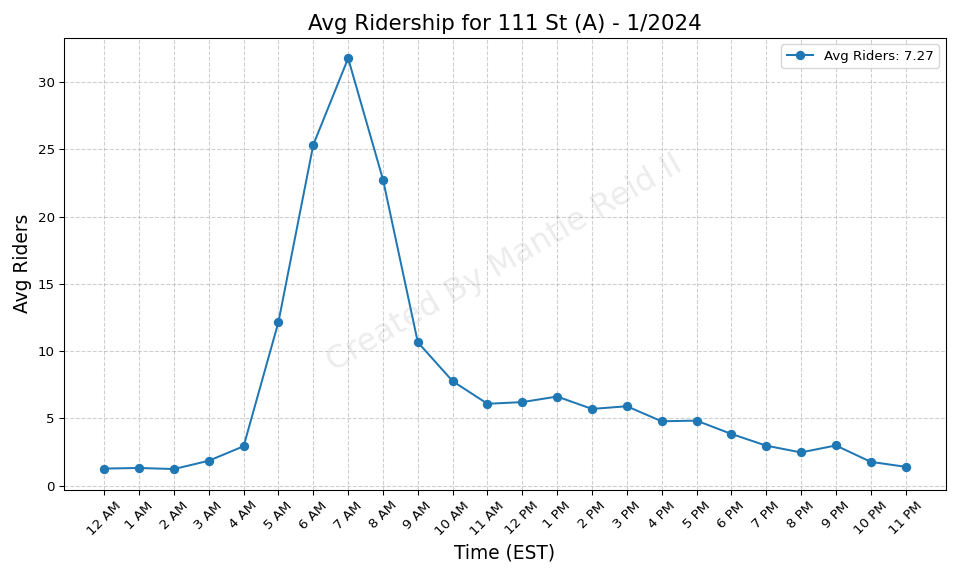 Avg Ridership for 111 St (A) - 1/2024
Avg Riders: 7.27
30
25
20
15
10
5
0
Avg Riders
Created By Mantle Reid II
12 AM
1 AM
2 AM
3 AM
4 AM
5 AM
6 AM
7 AM
8 AM
9 AM
10 AM
11 AM
12 PM
1 PM
2 PM
3 PM
4 PM
5 PM
6 PM
7 PM
8 PM
9 PM
10 PM
11 PM
Time (EST)